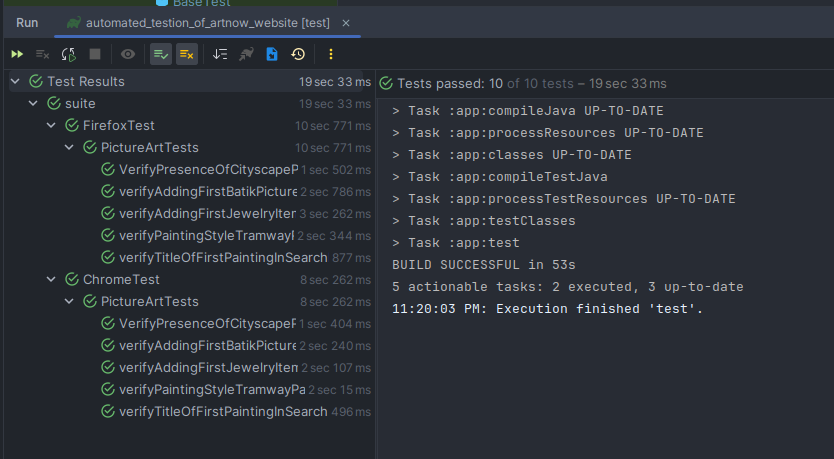 BaseTest
Run automated_testion_of_artnow_website [test]
Test Results 19 sec 33 ms
suite 19 sec 33 ms
FirefoxTest 10 sec 771 ms
PictureArtTests 10 sec 771 ms
VerifyPresenceOfCityscapeP 1 sec 502 ms
verifyAddingFirstBatikPicture 2 sec 786 ms
verifyAddingFirstJewelryItem 3 sec 262 ms
verifyPaintingStyleTramwayP 2 sec 344 ms
verifyTitleOfFirstPaintingInSearch 877 ms
ChromeTest 8 sec 262 ms
PictureArtTests 8 sec 262 ms
VerifyPresenceOfCityscapeP 1 sec 404 ms
verifyAddingFirstBatikPicture 2 sec 240 ms
verifyAddingFirstJewelryItem 2 sec 107 ms
verifyPaintingStyleTramwayPa 2 sec 15 ms
verifyTitleOfFirstPaintingInSearch 496 ms
Tests passed: 10 of 10 tests – 19 sec 33 ms
> Task :app:compileJava UP-TO-DATE
> Task :app:processResources UP-TO-DATE
> Task :app:classes UP-TO-DATE
> Task :app:compileTestJava
> Task :app:processTestResources UP-TO-DATE
> Task :app:testClasses
> Task :app:test
BUILD SUCCESSFUL in 53s
5 actionable tasks: 2 executed, 3 up-to-date
11:20:03 PM: Execution finished 'test'.